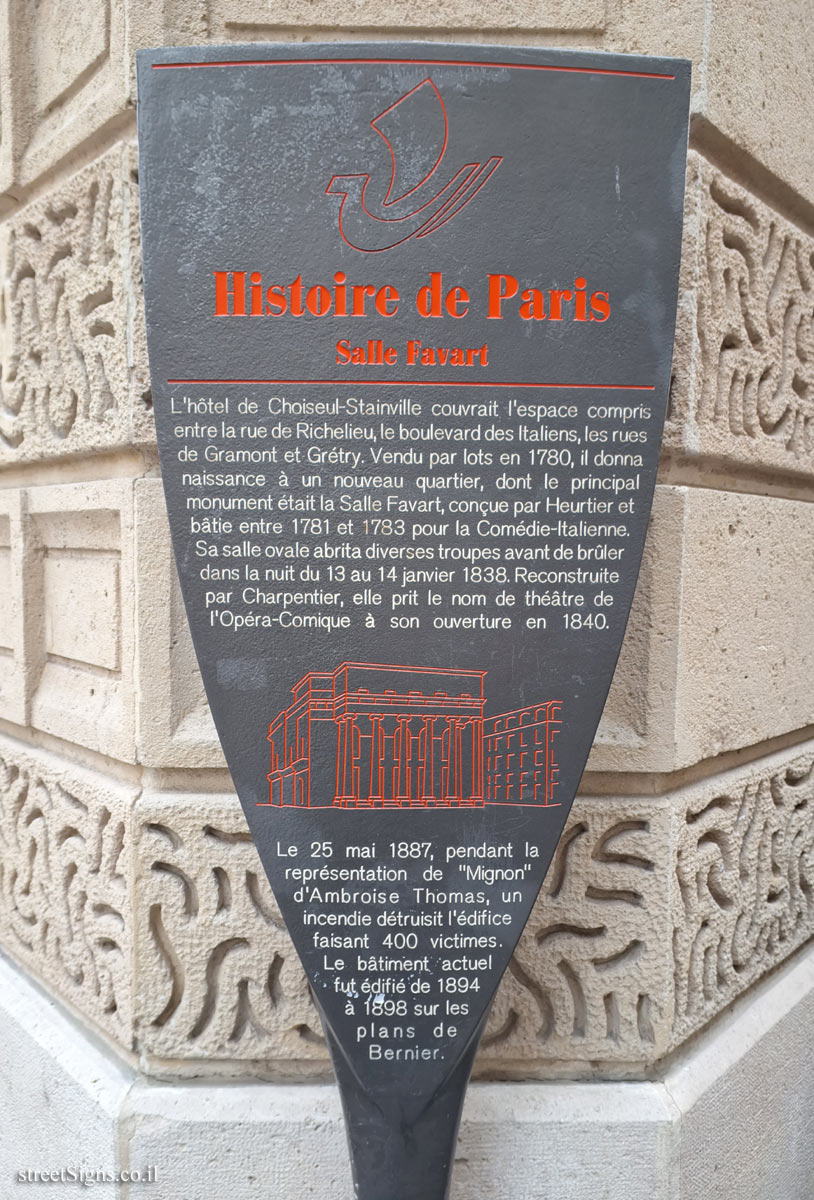 Histoire de Paris
Salle Favart
L'hôtel de Choiseul-Stainville couvrait l'espace compris
entre la rue de Richelieu, le boulevard des Italiens, les rues
de Gramont et Grétry. Vendu par lots en 1780, il donna
naissance à un nouveau quartier, dont le principal
monument était la Salle Favart, conçue par Heurtier et
bâtie entre 1781 et 1783 pour la Comédie-Italienne.
Sa salle ovale abrita diverses troupes avant de brûler
dans la nuit du 13 au 14 janvier 1838. Reconstruite
par Charpentier, elle prit le nom de théâtre de
l'Opéra-Comique à son ouverture en 1840.
Le 25 mai 1887, pendant la
représentation de "Mignon"
d'Ambroise Thomas, un
incendie détruisit l'édifice
faisant 400 victimes.
Le bâtiment actuel
fut édifié de 1894
à 1898 sur les
plans de
Bernier.
streetSigns.co.il